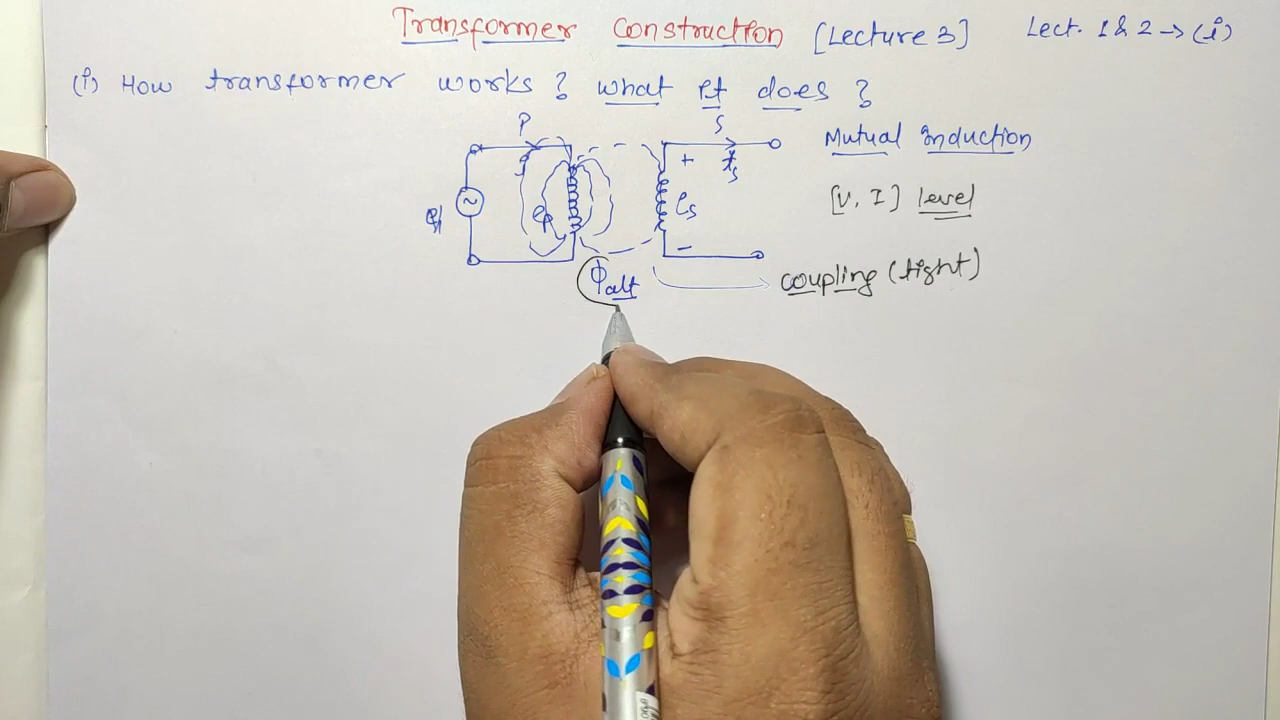 Transformer Construction [Lecture 3] Lect. 1 & 2 → (i)
(i) How transformer works ? what it does ?
P
S
Mutual Induction
+
[V, I] level
~
ep
es
-
ϕalt
coupling (tight)